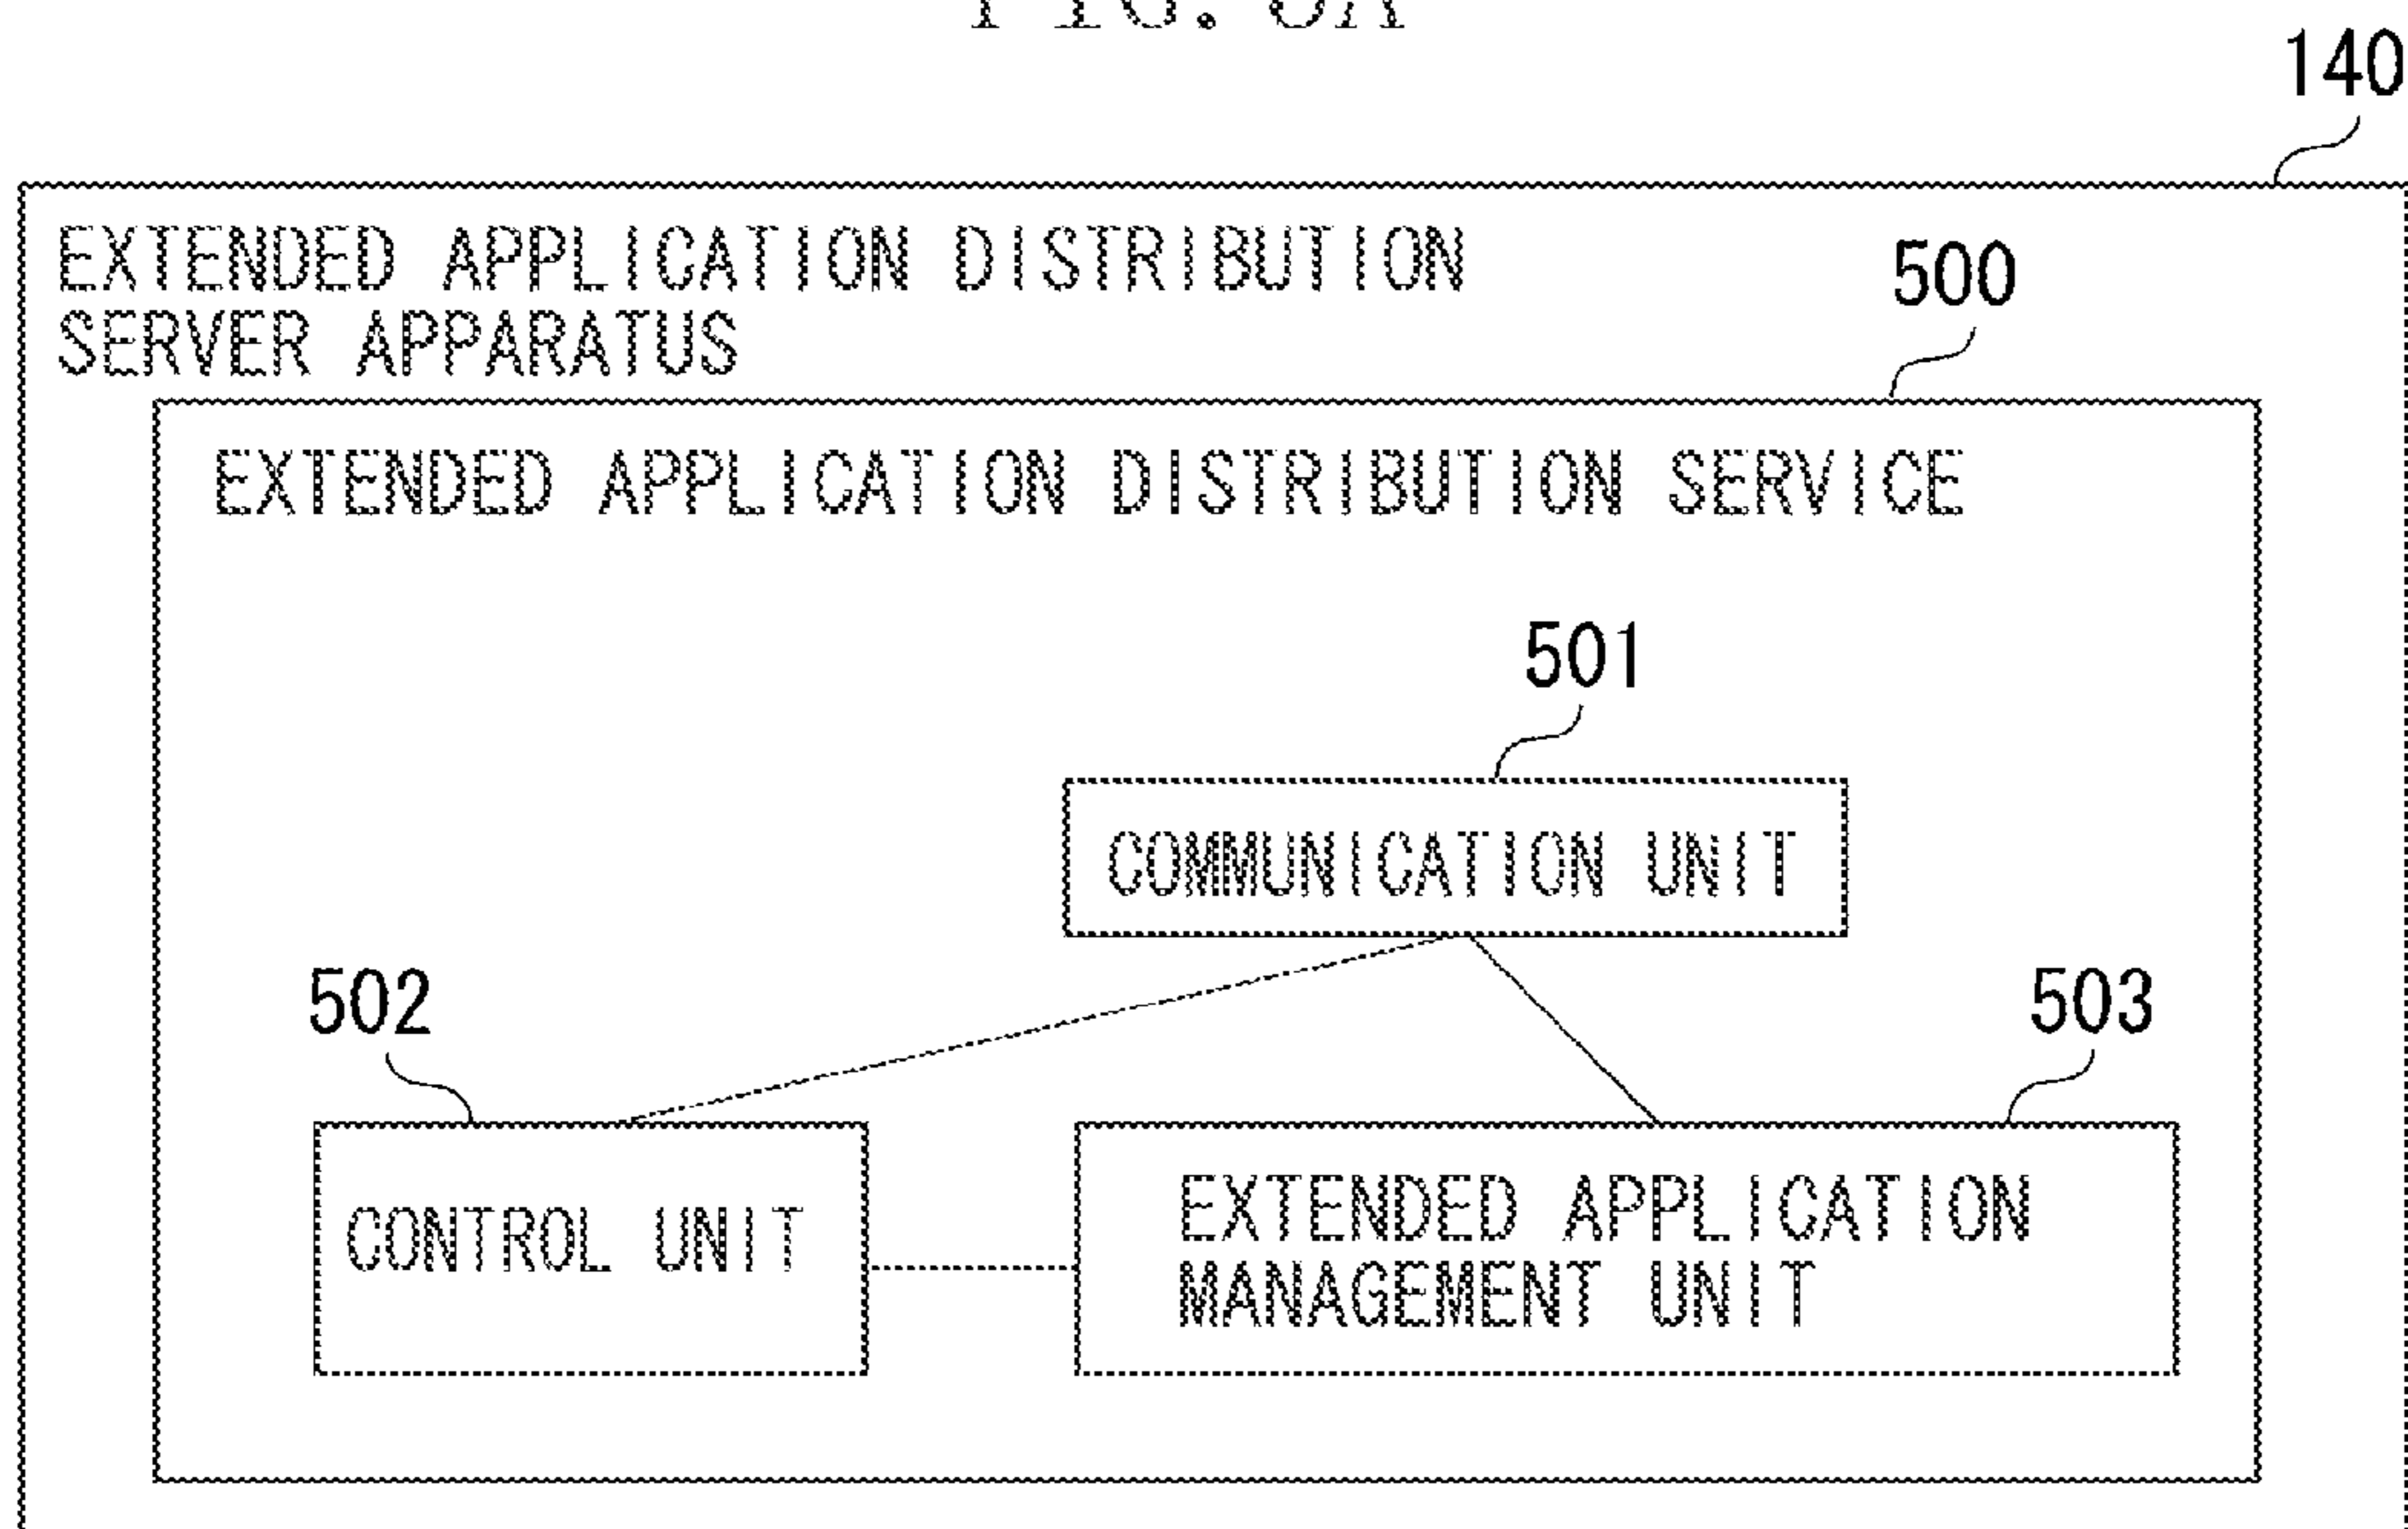 140
EXTENDED APPLICATION DISTRIBUTION
SERVER APPARATUS
500
EXTENDED APPLICATION DISTRIBUTION SERVICE
501
COMMUNICATION UNIT
502
503
CONTROL UNIT
EXTENDED APPLICATION
MANAGEMENT UNIT